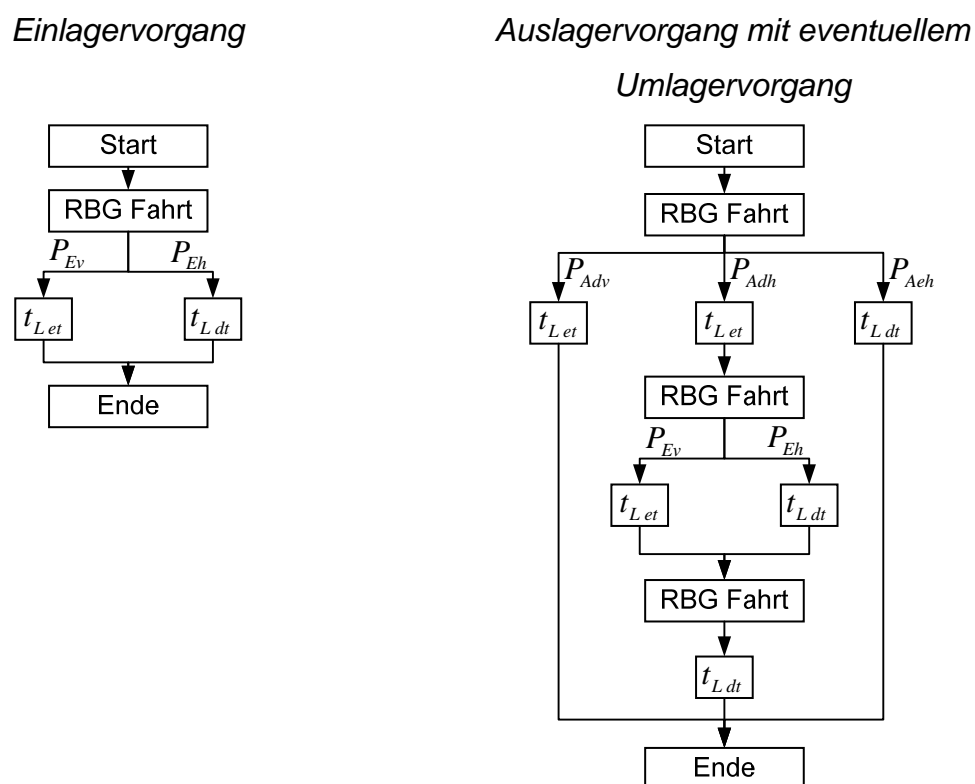 Einlagervorgang
Start
RBG Fahrt
P_Ev
P_Eh
t_L et
t_L dt
Ende
Auslagervorgang mit eventuellem
Umlagervorgang
Start
RBG Fahrt
P_Adv
P_Adh
P_Aeh
t_L et
t_L et
t_L dt
RBG Fahrt
P_Ev
P_Eh
t_L et
t_L dt
RBG Fahrt
t_L dt
Ende